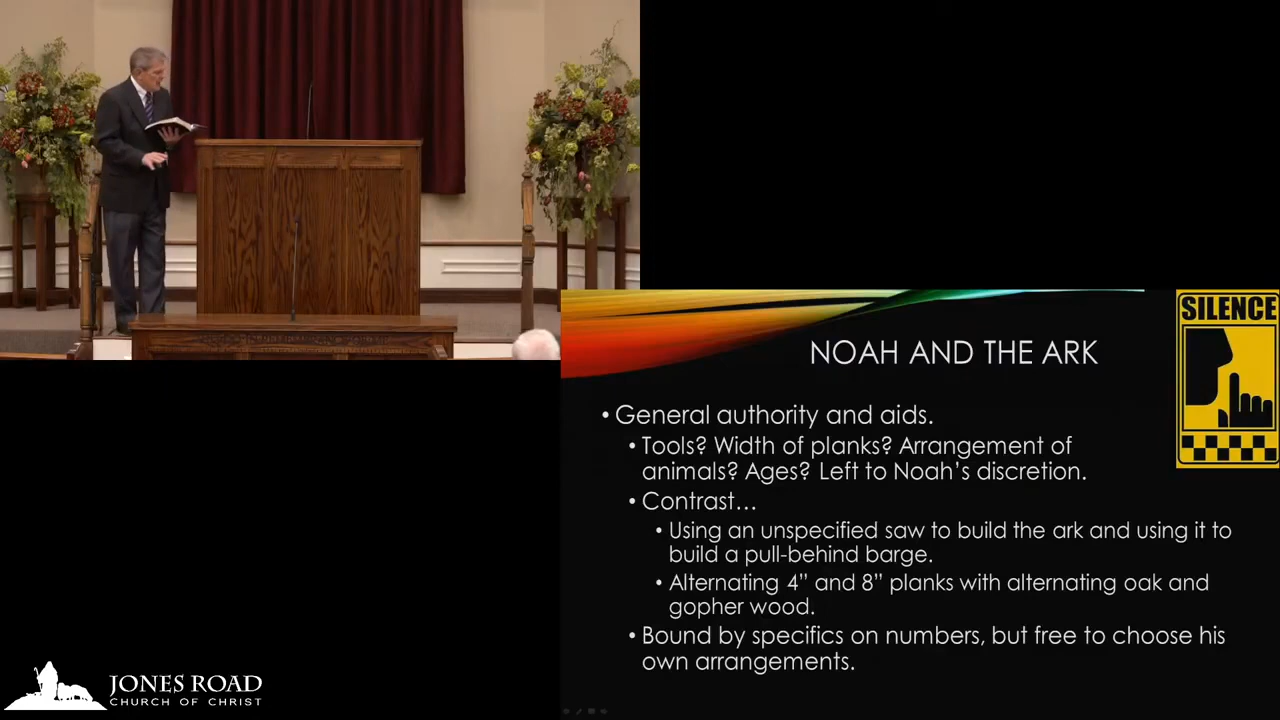 SILENCE
NOAH AND THE ARK
• General authority and aids.
• Tools? Width of planks? Arrangement of
animals? Ages? Left to Noah’s discretion.
• Contrast…
• Using an unspecified saw to build the ark and using it to
build a pull-behind barge.
• Alternating 4” and 8” planks with alternating oak and
gopher wood.
• Bound by specifics on numbers, but free to choose his
own arrangements.
JONES ROAD
CHURCH OF CHRIST